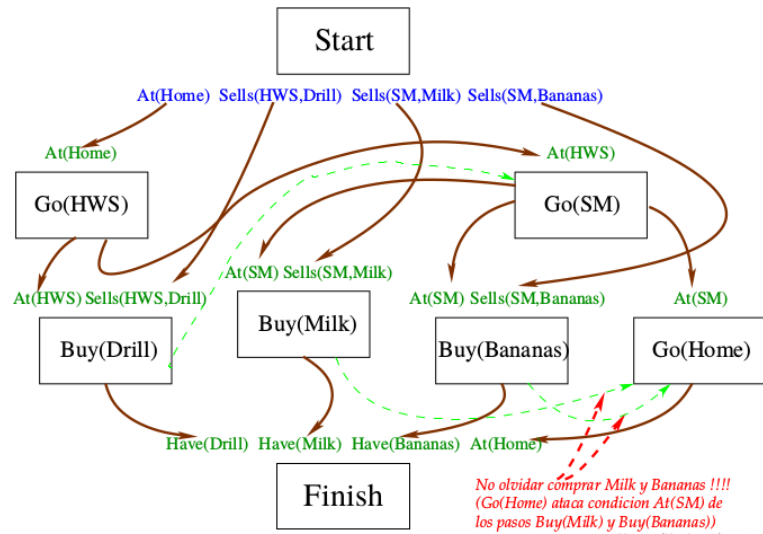 Start
At(Home) Sells(HWS,Drill) Sells(SM,Milk) Sells(SM,Bananas)
At(Home)
At(HWS)
Go(HWS)
Go(SM)
At(SM) Sells(SM,Milk)
At(HWS) Sells(HWS,Drill)
At(SM) Sells(SM,Bananas)
At(SM)
Buy(Drill)
Buy(Milk)
Buy(Bananas)
Go(Home)
Have(Drill) Have(Milk) Have(Bananas) At(Home)
Finish
No olvidar comprar Milk y Bananas !!!!
(Go(Home) ataca condicion At(SM) de
los pasos Buy(Milk) y Buy(Bananas))